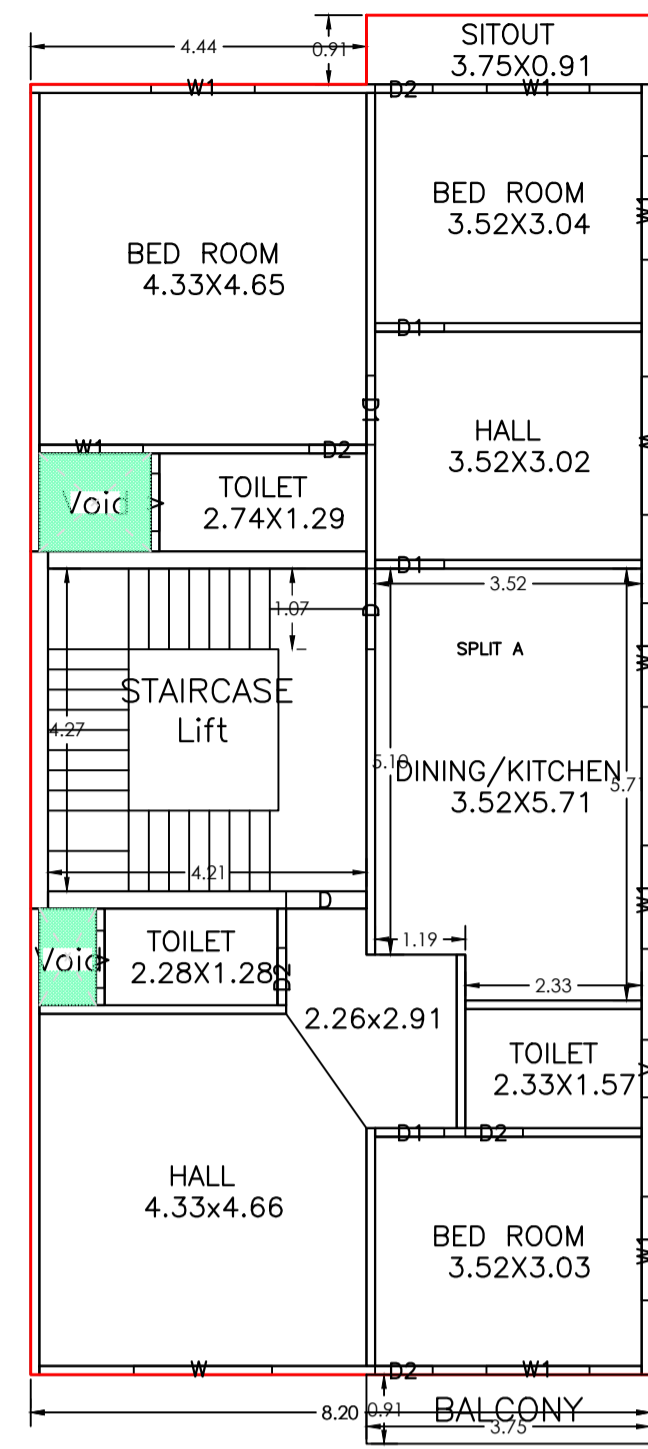 SITOUT
3.75X0.91
4.44
0.91
W1
D2
W1
BED ROOM
3.52X3.04
W1
BED ROOM
4.33X4.65
D1
D1
HALL
3.52X3.02
W
W1
D2
Void
V
TOILET
2.74X1.29
D1
3.52
1.07
D
SPLIT A
W1
STAIRCASE
Lift
4.27
5.10
DINING/KITCHEN
3.52X5.71
4.21
D
W1
Void
V
TOILET
2.28X1.28
D2
1.19
2.33
2.26x2.91
TOILET
2.33X1.57
V
D1
D2
HALL
4.33x4.66
BED ROOM
3.52X3.03
W1
W
D2
W1
8.20
0.91
BALCONY
3.75